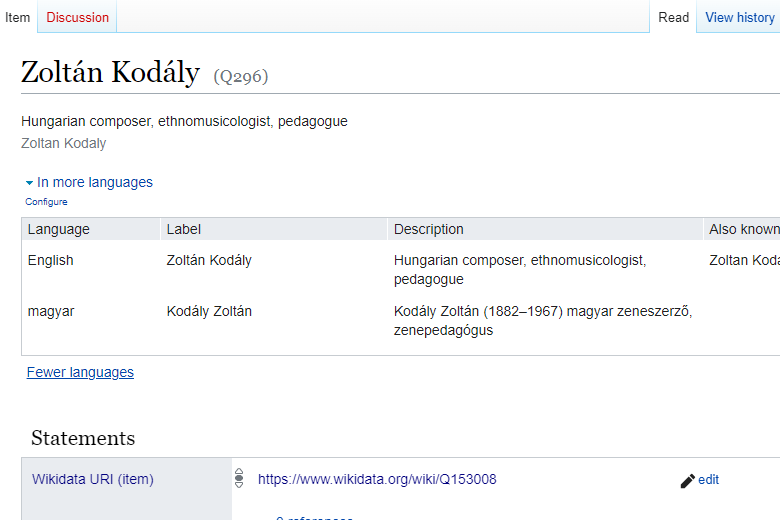 Item Discussion Read View history
Zoltán Kodály (Q296)
Hungarian composer, ethnomusicologist, pedagogue
Zoltan Kodaly
In more languages
Configure
Language Label Description Also known
English Zoltán Kodály Hungarian composer, ethnomusicologist, Zoltan Koda
pedagogue
magyar Kodály Zoltán Kodály Zoltán (1882–1967) magyar zeneszerző,
zenepedagógus
Fewer languages
Statements
Wikidata URI (item) https://www.wikidata.org/wiki/Q153008 edit
0 references